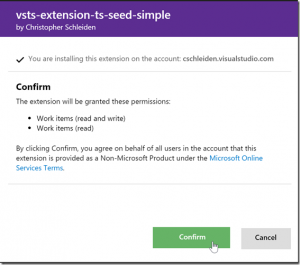 vsts-extension-ts-seed-simple
by Christopher Schleiden
You are installing this extension on the account: cschleiden.visualstudio.com
Confirm
The extension will be granted these permissions:
Work items (read and write)
Work items (read)
By clicking Confirm, you agree on behalf of all users in the account that this
extension is provided as a Non-Microsoft Product under the Microsoft Online
Services Terms.
Confirm
Cancel